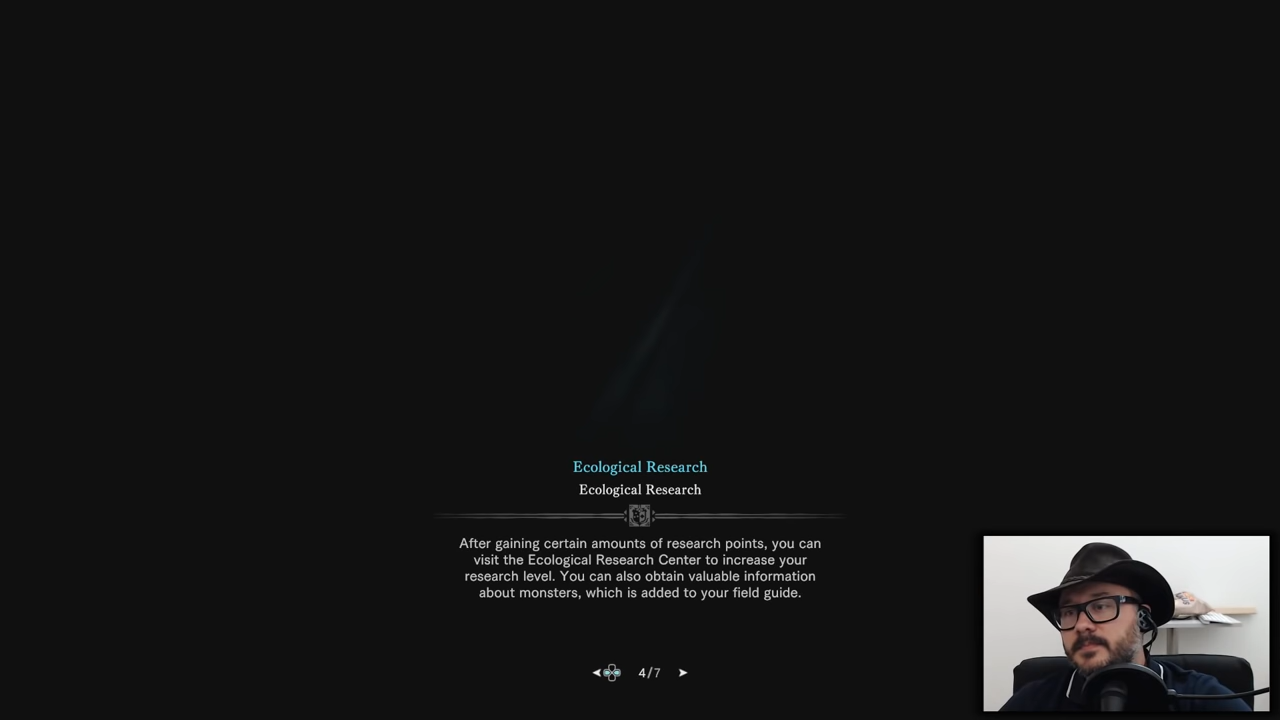 Ecological Research
Ecological Research
After gaining certain amounts of research points, you can
visit the Ecological Research Center to increase your
research level. You can also obtain valuable information
about monsters, which is added to your field guide.
4/7